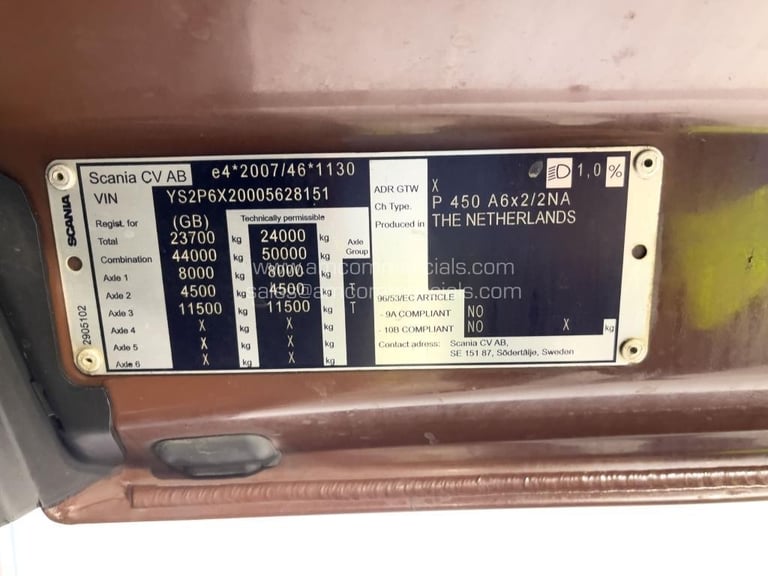 Scania CV AB e4*2007/46*1130
VIN YS2P6X20005628151
Regist. for (GB) Technically permissible
Total 23700 kg 24000 kg Axle Group
Combination 44000 kg 50000 kg
Axle 1 8000 kg 8000 kg
Axle 2 4500 kg 4500 kg T
Axle 3 11500 kg 11500 kg T
Axle 4 X kg X kg
Axle 5 X kg X kg
Axle 6 X kg X kg
SCANIA
2905102
1,0%
ADR GTW X
Ch Type. P 450 A6x2/2NA
Produced in THE NETHERLANDS
96/53/EC ARTICLE
- 9A COMPLIANT NO
- 10B COMPLIANT NO X kg
Contact adress: Scania CV AB,
SE 151 87, Södertälje, Sweden